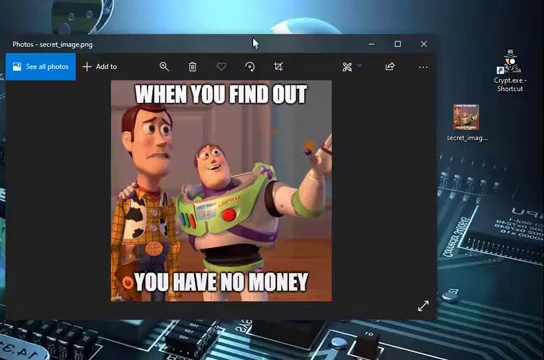 Photos - secret_image.png
See all photos
Add to
Crypt.exe -
Shortcut
secret_imag...
WHEN YOU FIND OUT
YOU HAVE NO MONEY